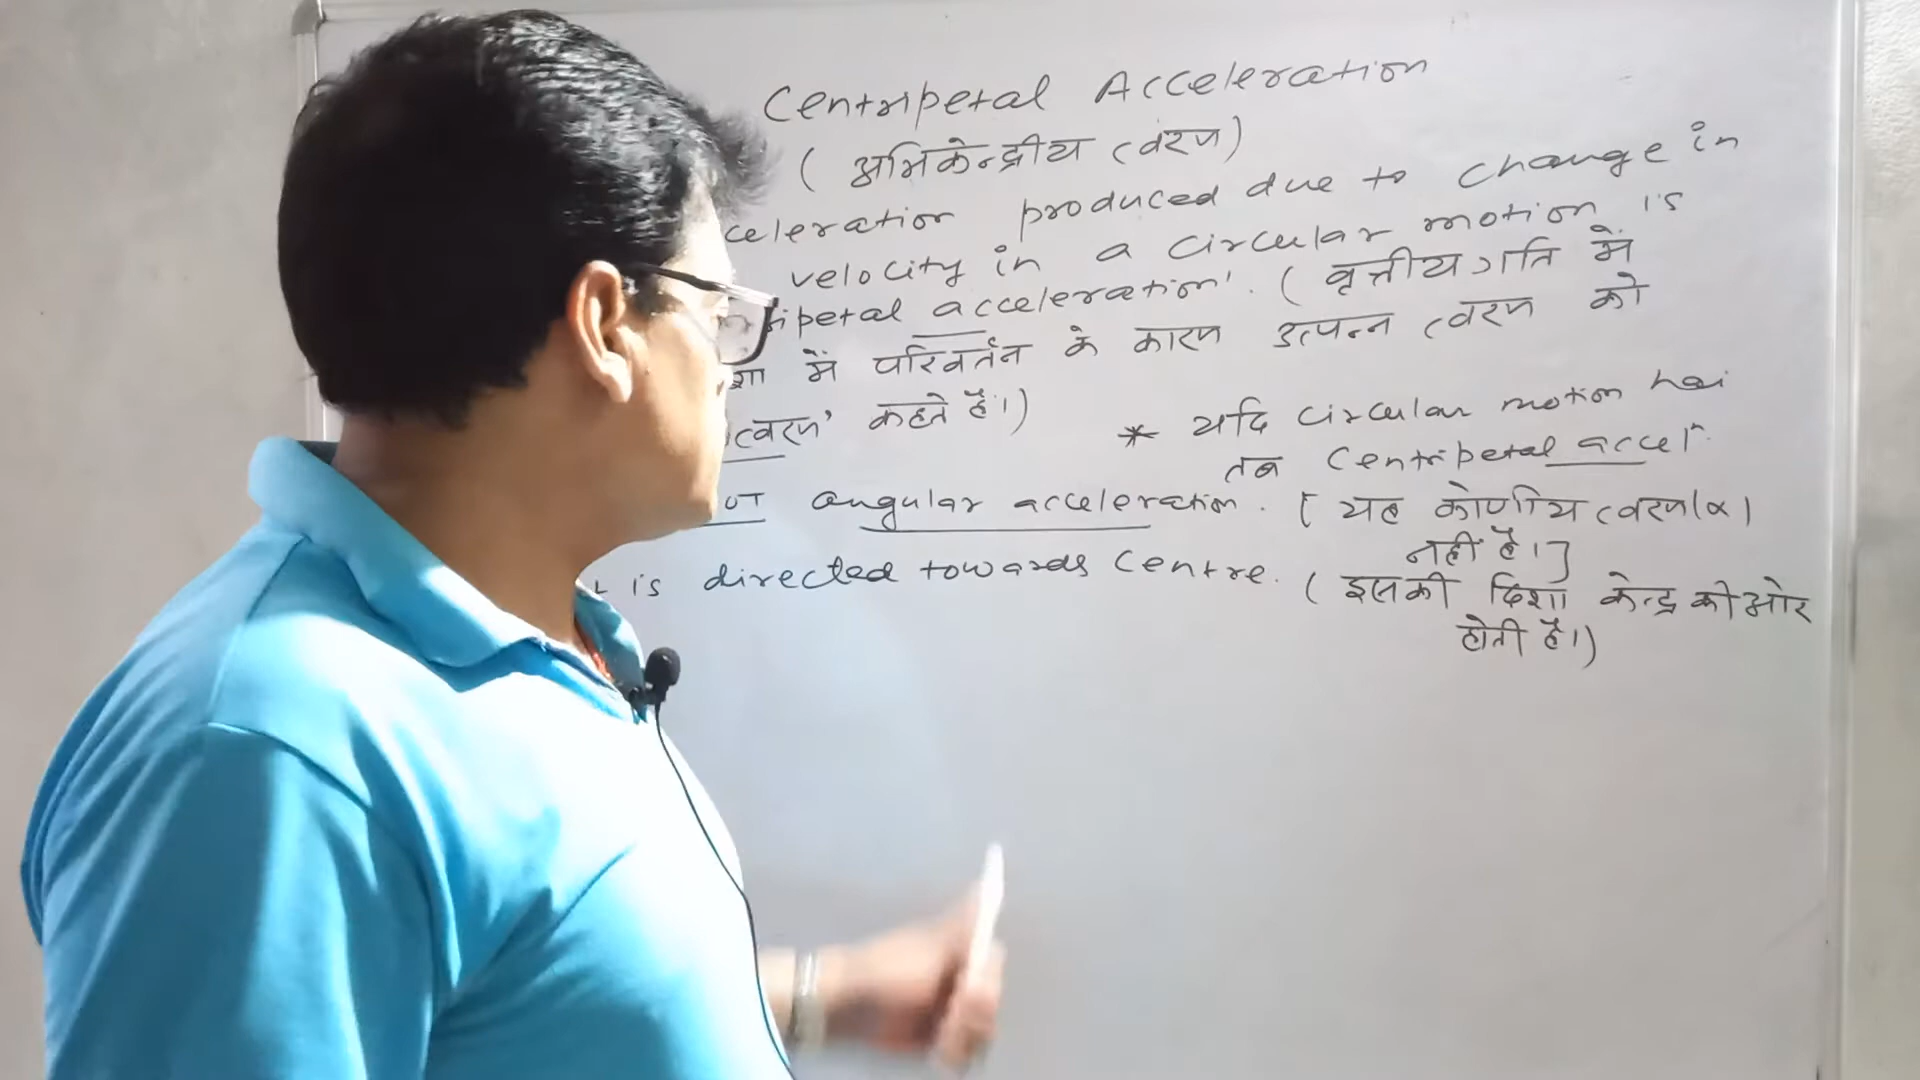 Centripetal Acceleration
( अभिकेन्द्रीय त्वरण)
celeration produced due to change in
velocity in a circular motion is
ripetal acceleration'. ( वृत्तीय गति में
शा में परिवर्तन के कारण उत्पन्न त्वरण को
त्वरण' कहते हैं।)
* यदि circular motion hai
तब Centripetal accel^n.
OT angular acceleration. [ यह कोणीय त्वरण(α)
नहीं है।]
is directed towards centre. ( इसकी दिशा केन्द्र की ओर
होती है।)